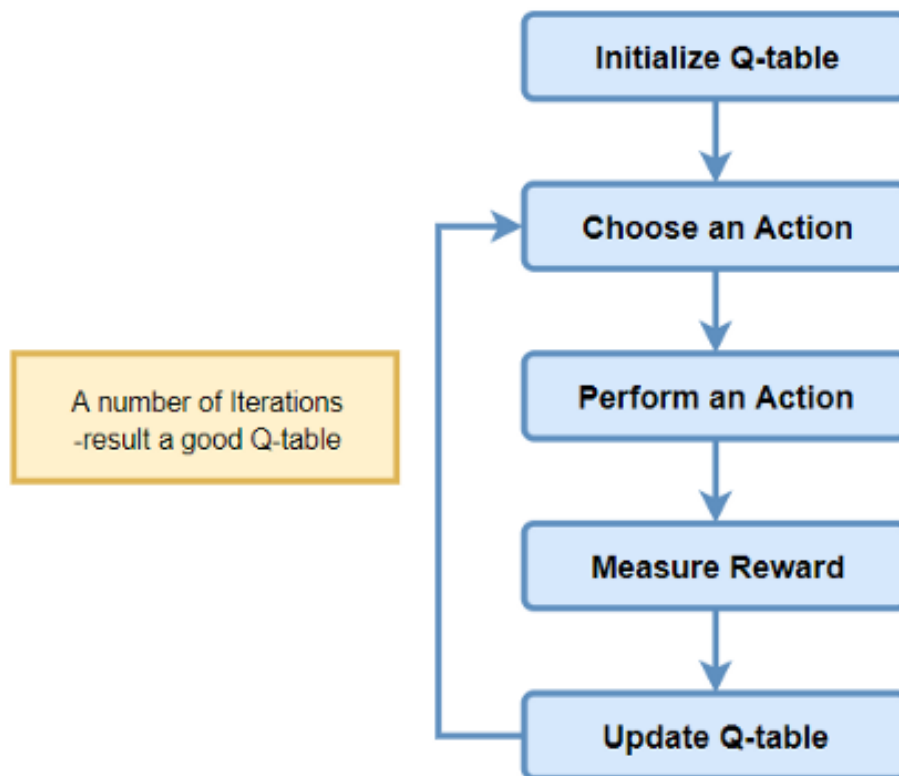 Initialize Q-table
Choose an Action
A number of Iterations
-result a good Q-table
Perform an Action
Measure Reward
Update Q-table